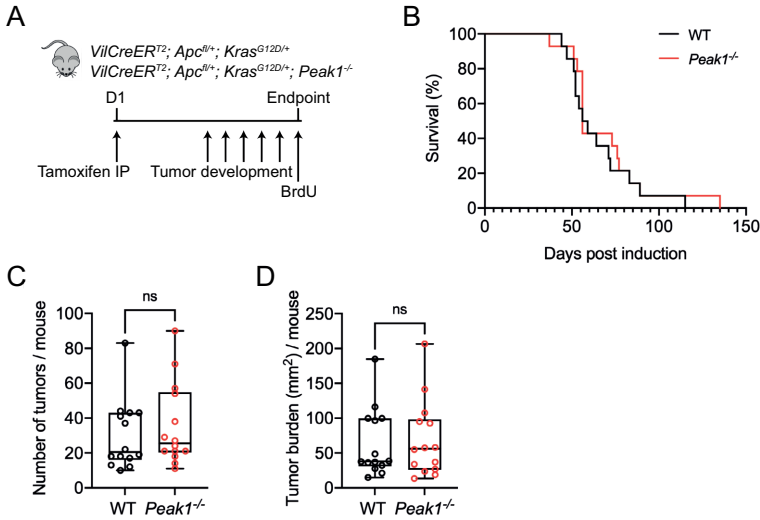 A
VilCreER^T2; Apc^fl/+; Kras^G12D/+
VilCreER^T2; Apc^fl/+; Kras^G12D/+; Peak1^-/-
D1 Endpoint
Tamoxifen IP Tumor development
BrdU
B
Survival (%)
100
80
60
40
20
0
0 50 100 150
Days post induction
WT
Peak1^-/-
C
Number of tumors / mouse
ns
100
80
60
40
20
0
WT Peak1^-/-
D
Tumor burden (mm²) / mouse
ns
250
200
150
100
50
0
WT Peak1^-/-